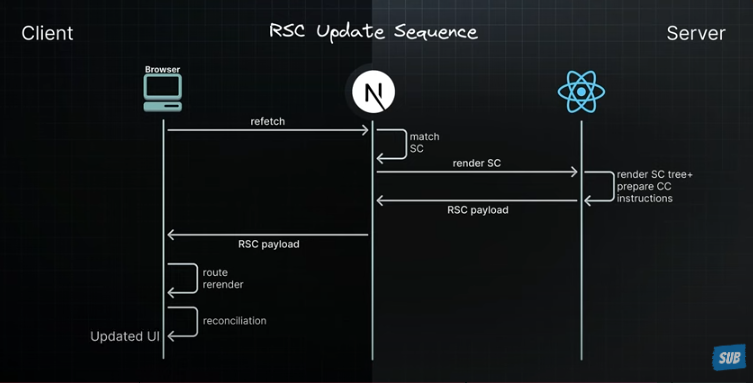 Client
RSC Update Sequence
Server
Browser
N
refetch
match
SC
render SC
render SC tree+
prepare CC
instructions
RSC payload
RSC payload
route
rerender
reconciliation
Updated UI
SUB